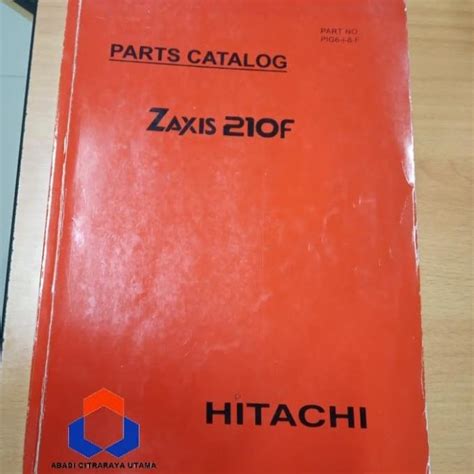 PART NO
PARTS CATALOG
ZAXIS 210F
HITACHI
ABADI CITRARAYA UTAMA